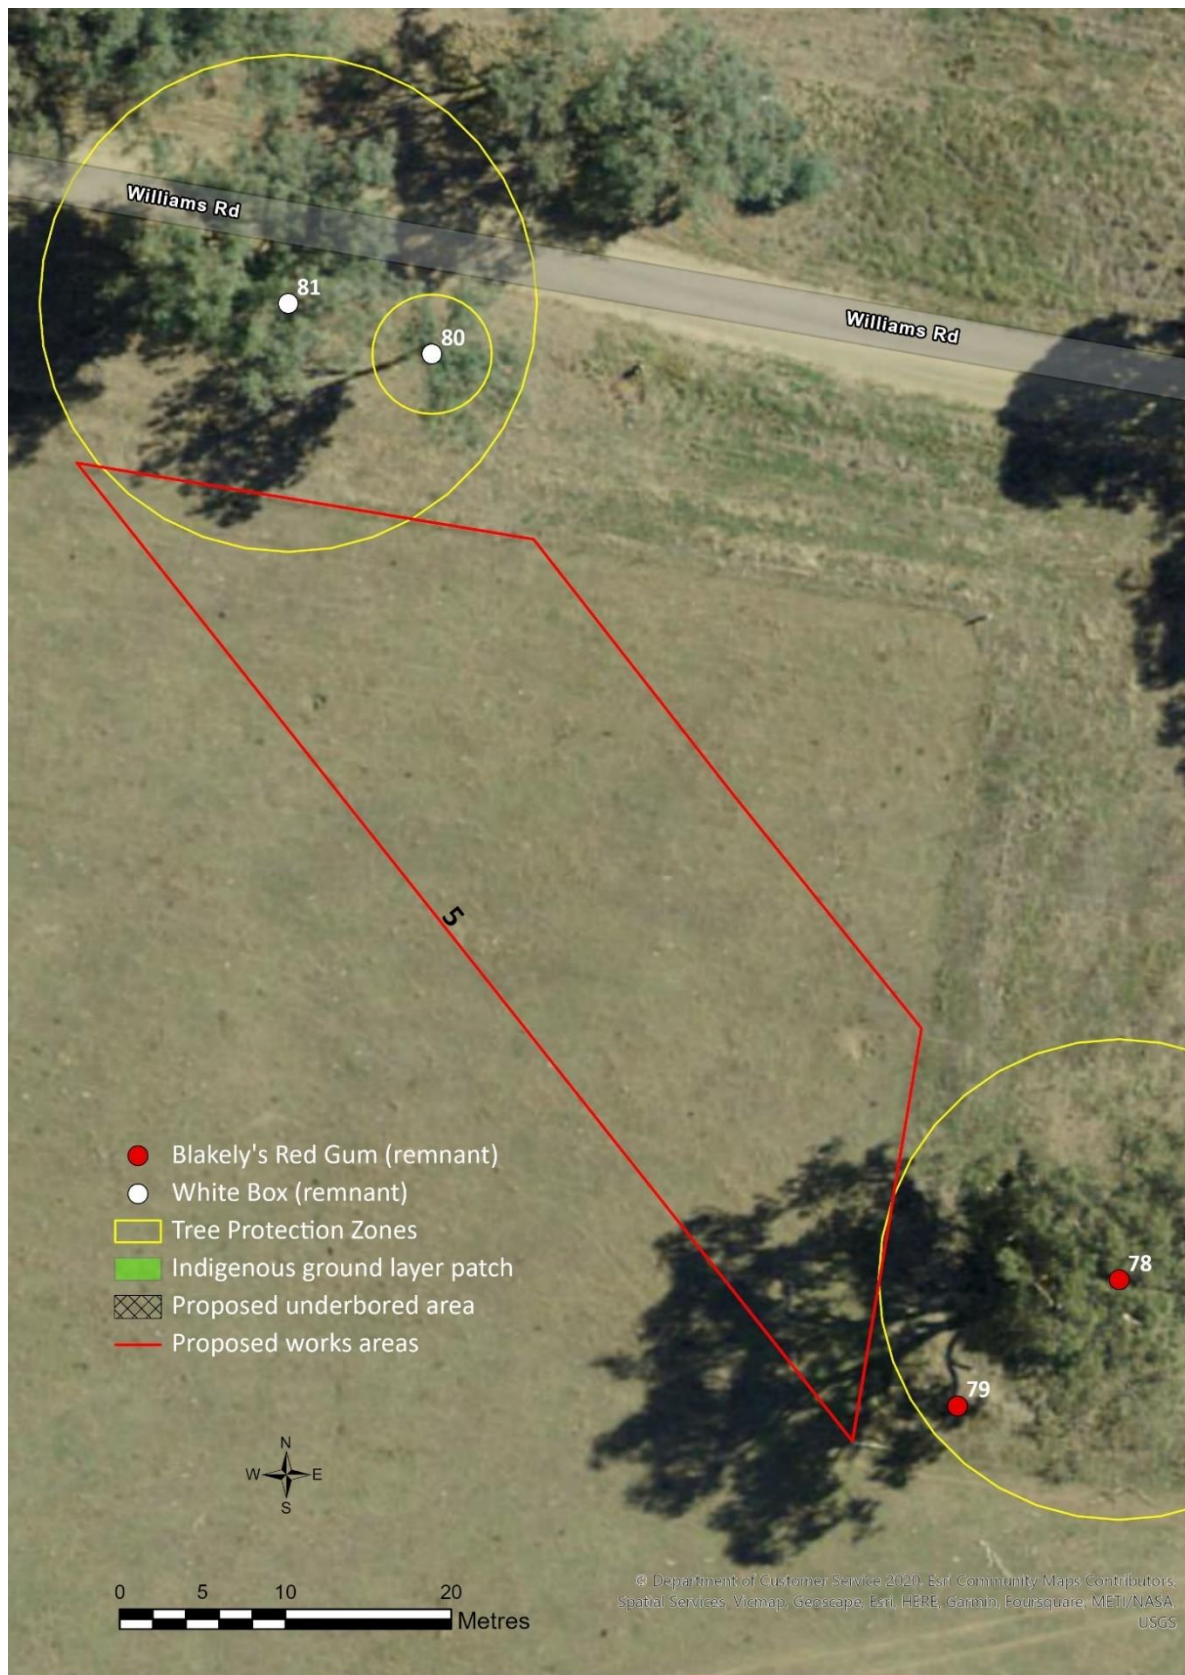 Williams Rd
81
80
Williams Rd
5
Blakely's Red Gum (remnant)
White Box (remnant)
Tree Protection Zones
Indigenous ground layer patch
Proposed underbored area
Proposed works areas
78
79
N
W E
S
0 5 10 20
Metres
© Department of Customer Service 2020, Esri Community Maps Contributors,
Spatial Services, Vicmap, Geoscape, Esri, HERE, Garmin, Foursquare, METI/NASA,
USGS